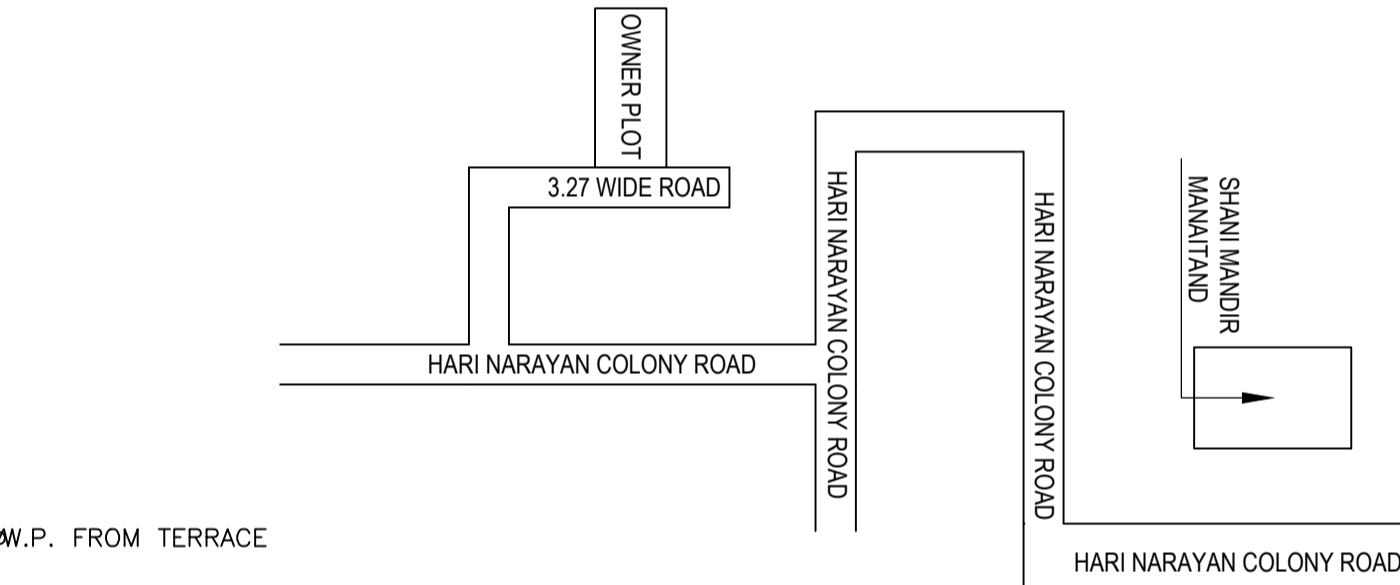 OWNER PLOT
3.27 WIDE ROAD
HARI NARAYAN COLONY ROAD
HARI NARAYAN COLONY ROAD
HARI NARAYAN COLONY ROAD
SHANI MANDIR
MANAITAND
W.P. FROM TERRACE
HARI NARAYAN COLONY ROAD